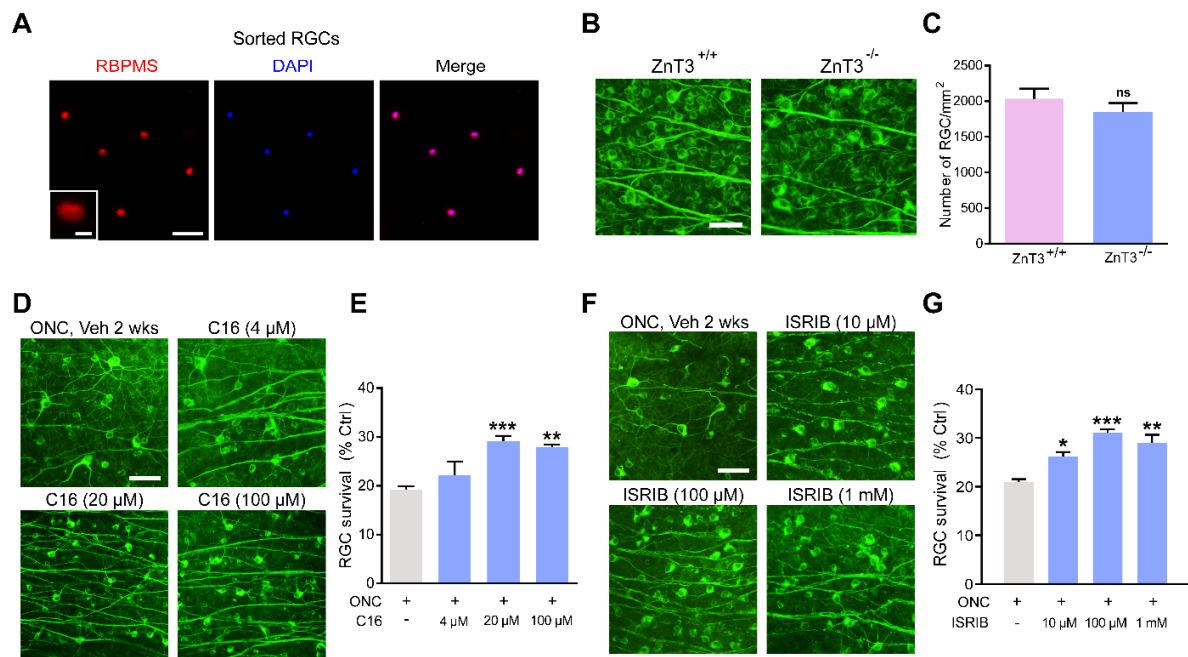 A
Sorted RGCs
RBPMS
DAPI
Merge
B
ZnT3+/+
ZnT3-/-
C
2500
2000
1500
1000
500
0
Number of RGC/mm2
ns
ZnT3+/+
ZnT3-/-
D
ONC, Veh 2 wks
C16 (4 µM)
C16 (20 µM)
C16 (100 µM)
E
40
30
20
10
0
RGC survival (% Ctrl)
***
**
ONC + + + +
C16 - 4 µM 20 µM 100 µM
F
ONC, Veh 2 wks
ISRIB (10 µM)
ISRIB (100 µM)
ISRIB (1 mM)
G
40
30
20
10
0
RGC survival (% Ctrl)
*
***
**
ONC + + + +
ISRIB - 10 µM 100 µM 1 mM